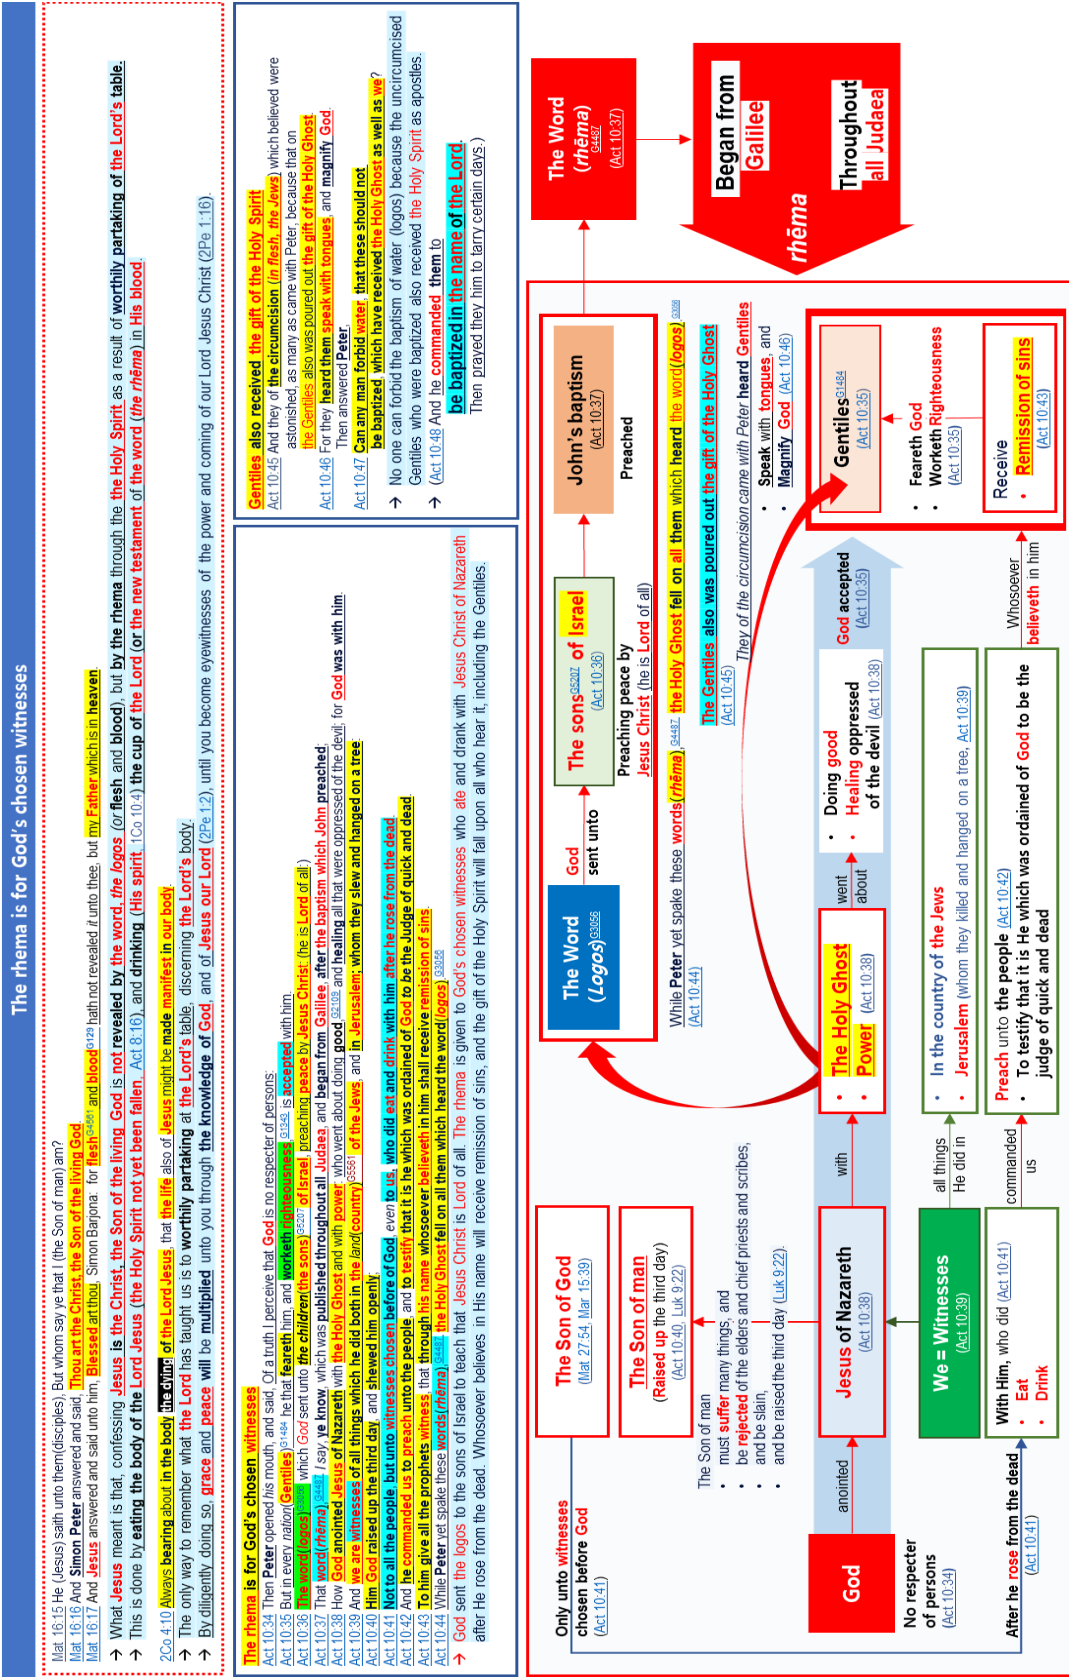 The rhema is for God's chosen witnesses
Mat 16:15 He (Jesus) saith unto them(disciples), But whom say ye that I (the Son of man) am?
Mat 16:16 And Simon Peter answered and said, Thou art the Christ, the Son of the living God.
Mat 16:17 And Jesus answered and said unto him, Blessed art thou, Simon Barjona: for fleshG4561 and bloodG129 hath not revealed it unto thee, but my Father which is in heaven.
→ What Jesus meant is that, confessing Jesus is the Christ, the Son of the living God is not revealed by the word, the logos (or flesh and blood), but by the rhema through the the Holy Spirit as a result of worthily partaking of the Lord's table.
→ This is done by eating the body of the Lord Jesus (the Holy Spirit not yet been fallen, Act 8:16), and drinking (His spirit, 1Co 10:4) the cup of the Lord (or the new testament of the word (the rhēma) in His blood.
2Co 4:10 Always bearing about in the body the dying of the Lord Jesus, that the life also of Jesus might be made manifest in our body.
→ The only way to remember what the Lord has taught us is to worthily partaking at the Lord's table, discerning the Lord's body.
→ By diligently doing so, grace and peace will be multiplied unto you through the knowledge of God, and of Jesus our Lord (2Pe 1:2), until you become eyewitnesses of the power and coming of our Lord Jesus Christ (2Pe 1:16).
The rhema is for God's chosen witnesses
Act 10:34 Then Peter opened his mouth, and said, Of a truth I perceive that God is no respecter of persons:
Act 10:35 But in every nation(Gentiles)G1484 he that feareth him, and worketh righteousness,G1343 is accepted with him.
Act 10:36 The word(logos)G3056 which God sent unto the children(the sons)G5207 of Israel, preaching peace by Jesus Christ: (he is Lord of all:)
Act 10:37 That word(rhēma),G4487 I say, ye know, which was published throughout all Judaea, and began from Galilee, after the baptism which John preached;
Act 10:38 How God anointed Jesus of Nazareth with the Holy Ghost and with power: who went about doing good,G2109 and healing all that were oppressed of the devil; for God was with him
Act 10:39 And we are witnesses of all things which he did both in the land(country)G5561 of the Jews, and in Jerusalem; whom they slew and hanged on a tree:
Act 10:40 Him God raised up the third day, and shewed him openly;
Act 10:41 Not to all the people, but unto witnesses chosen before of God, even to us, who did eat and drink with him after he rose from the dead.
Act 10:42 And he commanded us to preach unto the people, and to testify that it is he which was ordained of God to be the Judge of quick and dead.
Act 10:43 To him give all the prophets witness, that through his name whosoever believeth in him shall receive remission of sins.
Act 10:44 While Peter yet spake these words(rhēma),G4487 the Holy Ghost fell on all them which heard the word(logos).G3056
→ God sent the logos to the sons of Israel to teach that Jesus Christ is Lord of all. The rhema is given to God's chosen witnesses who ate and drank with Jesus Christ of Nazareth
after He rose from the dead. Whosoever believes in His name will receive remission of sins, and the gift of the Holy Spirit will fall upon all who hear it, including the Gentiles.
Gentiles also received the gift of the Holy Spirit
Act 10:45 And they of the circumcision (in flesh, the Jews) which believed were
astonished, as many as came with Peter, because that on
the Gentiles also was poured out the gift of the Holy Ghost.
Act 10:46 For they heard them speak with tongues, and magnify God.
Then answered Peter,
Act 10:47 Can any man forbid water, that these should not
be baptized, which have received the Holy Ghost as well as we?
→ No one can forbid the baptism of water (logos) because the uncircumcised
Gentiles who were baptized also received the Holy Spirit as apostles.
→ (Act 10:48 And he commanded them to
be baptized in the name of the Lord.
Then prayed they him to tarry certain days.)
Only unto witnesses
chosen before God
(Act 10:41)
The Son of God
(Mat 27:54, Mar 15:39)
The Son of man
(Raised up the third day)
(Act 10:40, Luk 9:22)
The Son of man
• must suffer many things, and
• be rejected of the elders and chief priests and scribes,
• and be slain,
• and be raised the third day (Luk 9:22).
God
No respecter
of persons
(Act 10:34)
anointed
Jesus of Nazareth
(Act 10:38)
with
• The Holy Ghost
• Power (Act 10:38)
went
about
• Doing good
• Healing oppressed
of the devil (Act 10:38)
God accepted
(Act 10:35)
We = Witnesses
(Act 10:39)
all things
He did in
• In the country of the Jews
• Jerusalem (whom they killed and hanged on a tree, Act 10:39)
After he rose from the dead
(Act 10:41)
With Him, who did (Act 10:41)
• Eat
• Drink
commanded
us
Preach unto the people (Act 10:42)
• To testify that it is He which was ordained of God to be the
judge of quick and dead
Whosoever
believeth in him
The Word
(Logos)G3056
God
sent unto
The sonsG5207 of Israel
(Act 10:36)
Preaching peace by
Jesus Christ (he is Lord of all)
John's baptism
(Act 10:37)
Preached
While Peter yet spake these words(rhēma),G4487 the Holy Ghost fell on all them which heard the word(logos).G3056
(Act 10:44)
The Gentiles also was poured out the gift of the Holy Ghost
(Act 10:45)
They of the circumcision came with Peter heard Gentiles
• Speak with tongues, and
• Magnify God (Act 10:46)
GentilesG1484
(Act 10:35)
• Feareth God
• Worketh Righteousness
(Act 10:35)
Receive
• Remission of sins
(Act 10:43)
The Word
(rhēma)
G4487
(Act 10:37)
Began from
Galilee
Throughout
all Judaea
rhēma